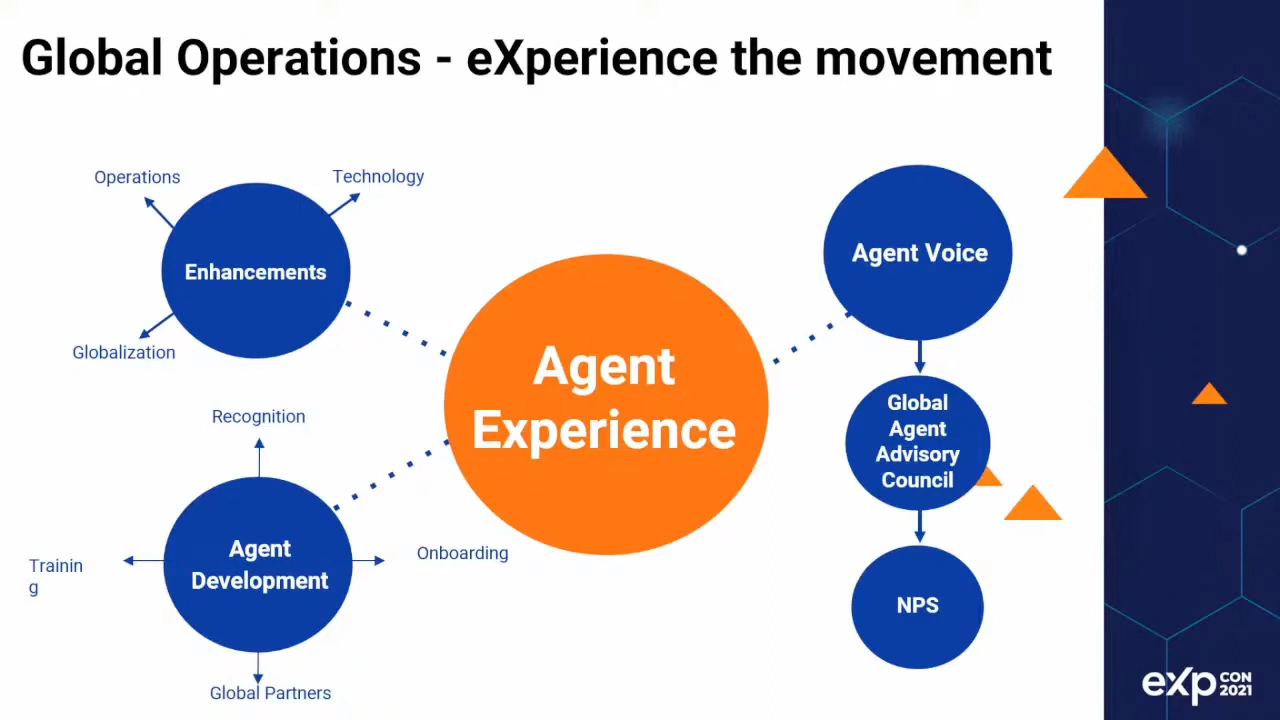 Global Operations - eXperience the movement
Operations
Technology
Enhancements
Globalization
Recognition
Agent
Development
Trainin
g
Onboarding
Global Partners
Agent
Experience
Agent Voice
Global
Agent
Advisory
Council
NPS
eXp CON
2021